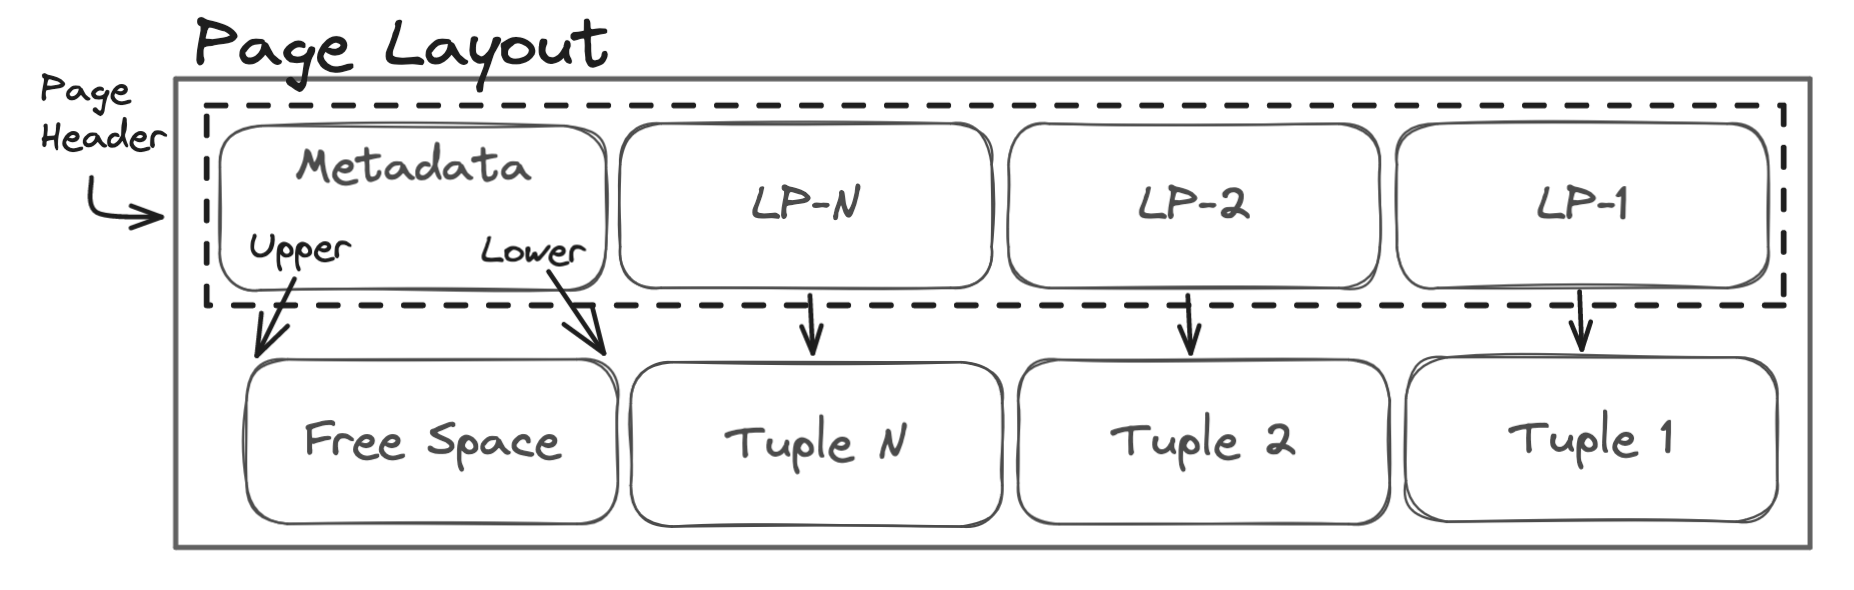 Page Layout
Page
Header
Metadata
Upper
Lower
LP-N
LP-2
LP-1
Free Space
Tuple N
Tuple 2
Tuple 1